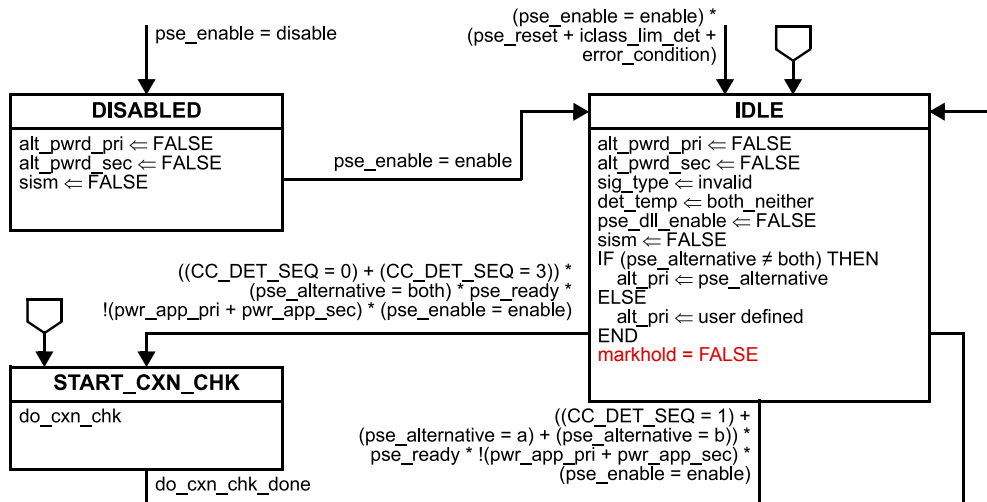 pse_enable = disable
(pse_enable = enable) *
(pse_reset + iclass_lim_det +
error_condition)
DISABLED
alt_pwrd_pri ⇐ FALSE
alt_pwrd_sec ⇐ FALSE
sism ⇐ FALSE
pse_enable = enable
IDLE
alt_pwrd_pri ⇐ FALSE
alt_pwrd_sec ⇐ FALSE
sig_type ⇐ invalid
det_temp ⇐ both_neither
pse_dll_enable ⇐ FALSE
sism ⇐ FALSE
IF (pse_alternative ≠ both) THEN
alt_pri ⇐ pse_alternative
ELSE
alt_pri ⇐ user defined
END
markhold = FALSE
((CC_DET_SEQ = 0) + (CC_DET_SEQ = 3)) *
(pse_alternative = both) * pse_ready *
!(pwr_app_pri + pwr_app_sec) * (pse_enable = enable)
START_CXN_CHK
do_cxn_chk
do_cxn_chk_done
((CC_DET_SEQ = 1) +
(pse_alternative = a) + (pse_alternative = b)) *
pse_ready * !(pwr_app_pri + pwr_app_sec) *
(pse_enable = enable)